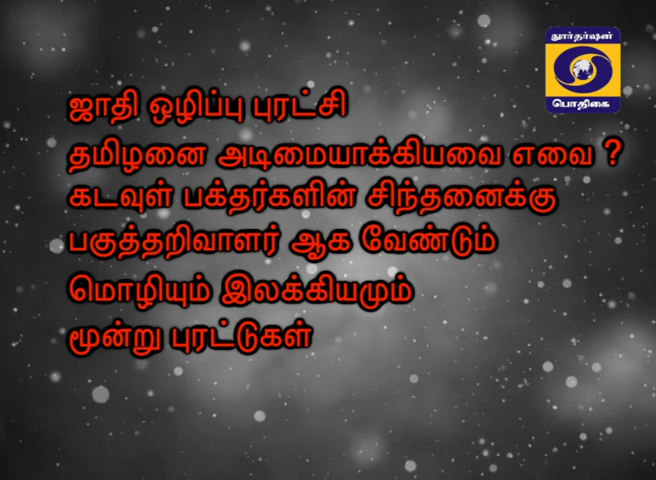 தூர்தர்ஷன்
பொதிகை
ஜாதி ஒழிப்பு புரட்சி
தமிழனை அடிமையாக்கியவை எவை ?
கடவுள் பக்தர்களின் சிந்தனைக்கு
பகுத்தறிவாளர் ஆக வேண்டும்
மொழியும் இலக்கியமும்
மூன்று புரட்டுகள்